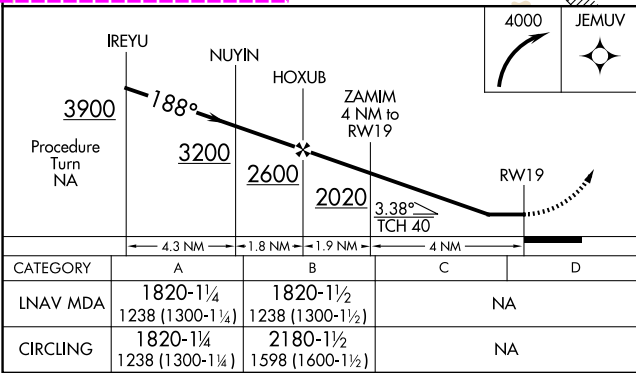 4000
JEMUV
IREYU
NUYIN
HOXUB
ZAMIM
4 NM to
RW19
3900
188°
Procedure
Turn
NA
3200
2600
2020
RW19
3.38°
TCH 40
4.3 NM
1.8 NM
1.9 NM
4 NM
CATEGORY A B C D
LNAV MDA 1820-1¼ 1820-1½ NA
1238 (1300-1¼) 1238 (1300-1½)
CIRCLING 1820-1¼ 2180-1½ NA
1238 (1300-1¼) 1598 (1600-1½)